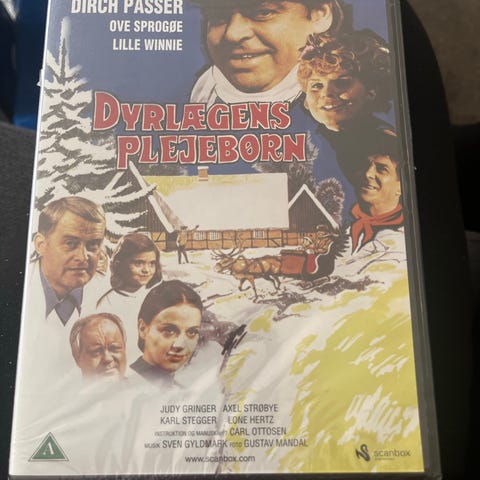 DIRCH PASSER
OVE SPROGØE
LILLE WINNIE
DYRLÆGENS
PLEJEBØRN
JUDY GRINGER AXEL STRØBYE
KARL STEGGER LONE HERTZ
INSTRUKTION OG MANUSKRIPT CARL OTTOSEN
MUSIK SVEN GYLDMARK FOTO GUSTAV MANDAL
www.scanbox.com
scanbox
A